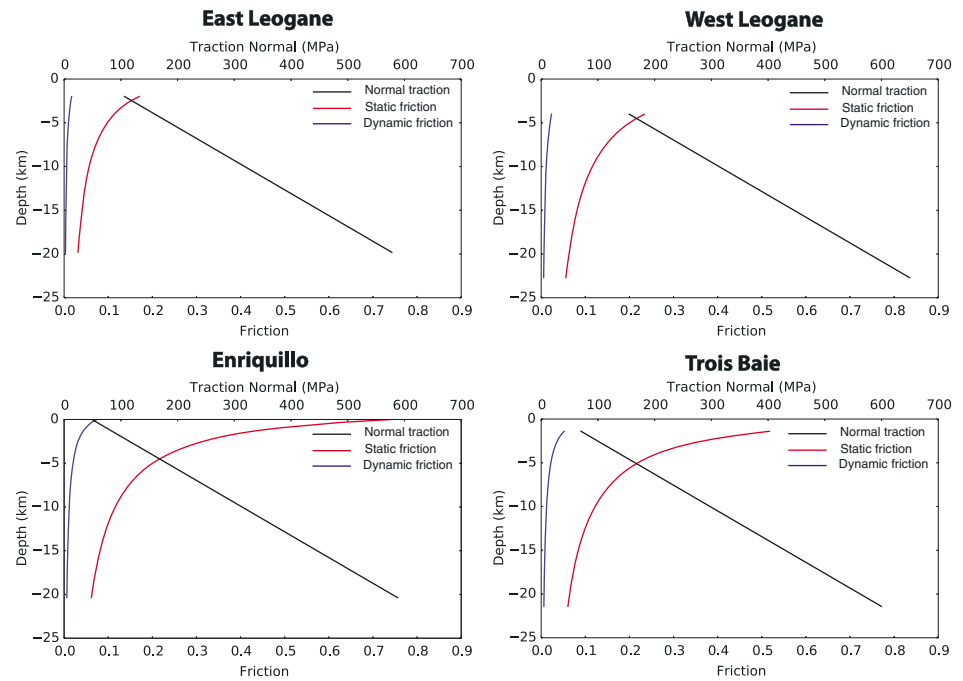 East Leogane
Traction Normal (MPa)
0 100 200 300 400 500 600 700
Normal traction
Static friction
Dynamic friction
Depth (km)
0
−5
−10
−15
−20
−25
0.0 0.1 0.2 0.3 0.4 0.5 0.6 0.7 0.8 0.9
Friction
West Leogane
Traction Normal (MPa)
0 100 200 300 400 500 600 700
Normal traction
Static friction
Dynamic friction
Depth (km)
0
−5
−10
−15
−20
−25
0.0 0.1 0.2 0.3 0.4 0.5 0.6 0.7 0.8 0.9
Friction
Enriquillo
Traction Normal (MPa)
0 100 200 300 400 500 600 700
Normal traction
Static friction
Dynamic friction
Depth (km)
0
−5
−10
−15
−20
−25
0.0 0.1 0.2 0.3 0.4 0.5 0.6 0.7 0.8 0.9
Friction
Trois Baie
Traction Normal (MPa)
0 100 200 300 400 500 600 700
Normal traction
Static friction
Dynamic friction
Depth (km)
0
−5
−10
−15
−20
−25
0.0 0.1 0.2 0.3 0.4 0.5 0.6 0.7 0.8 0.9
Friction